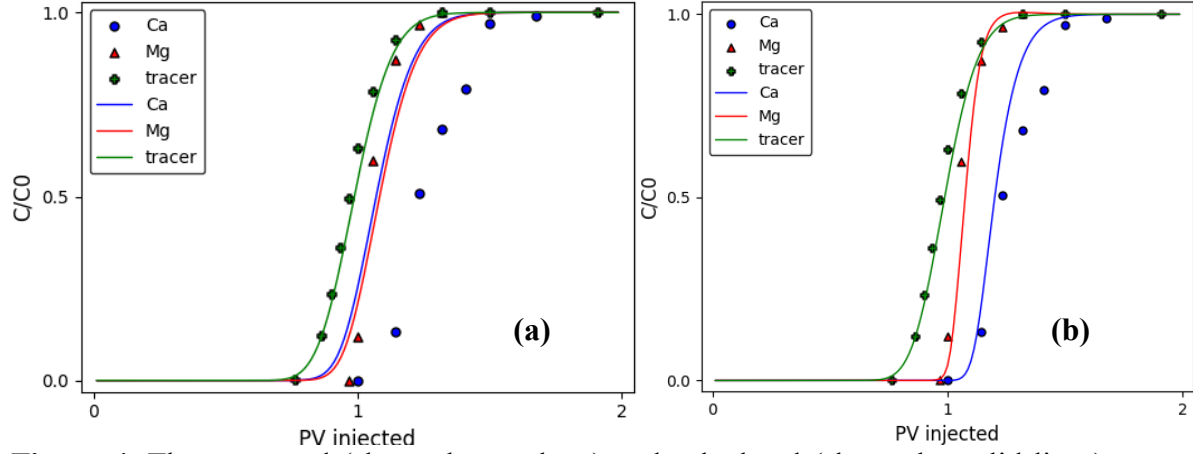 Ca
Mg
tracer
Ca
Mg
tracer
C/C0
1.0
0.5
0.0
0
1
2
PV injected
(a)
Ca
Mg
tracer
Ca
Mg
tracer
C/C0
1.0
0.5
0.0
0
1
2
PV injected
(b)